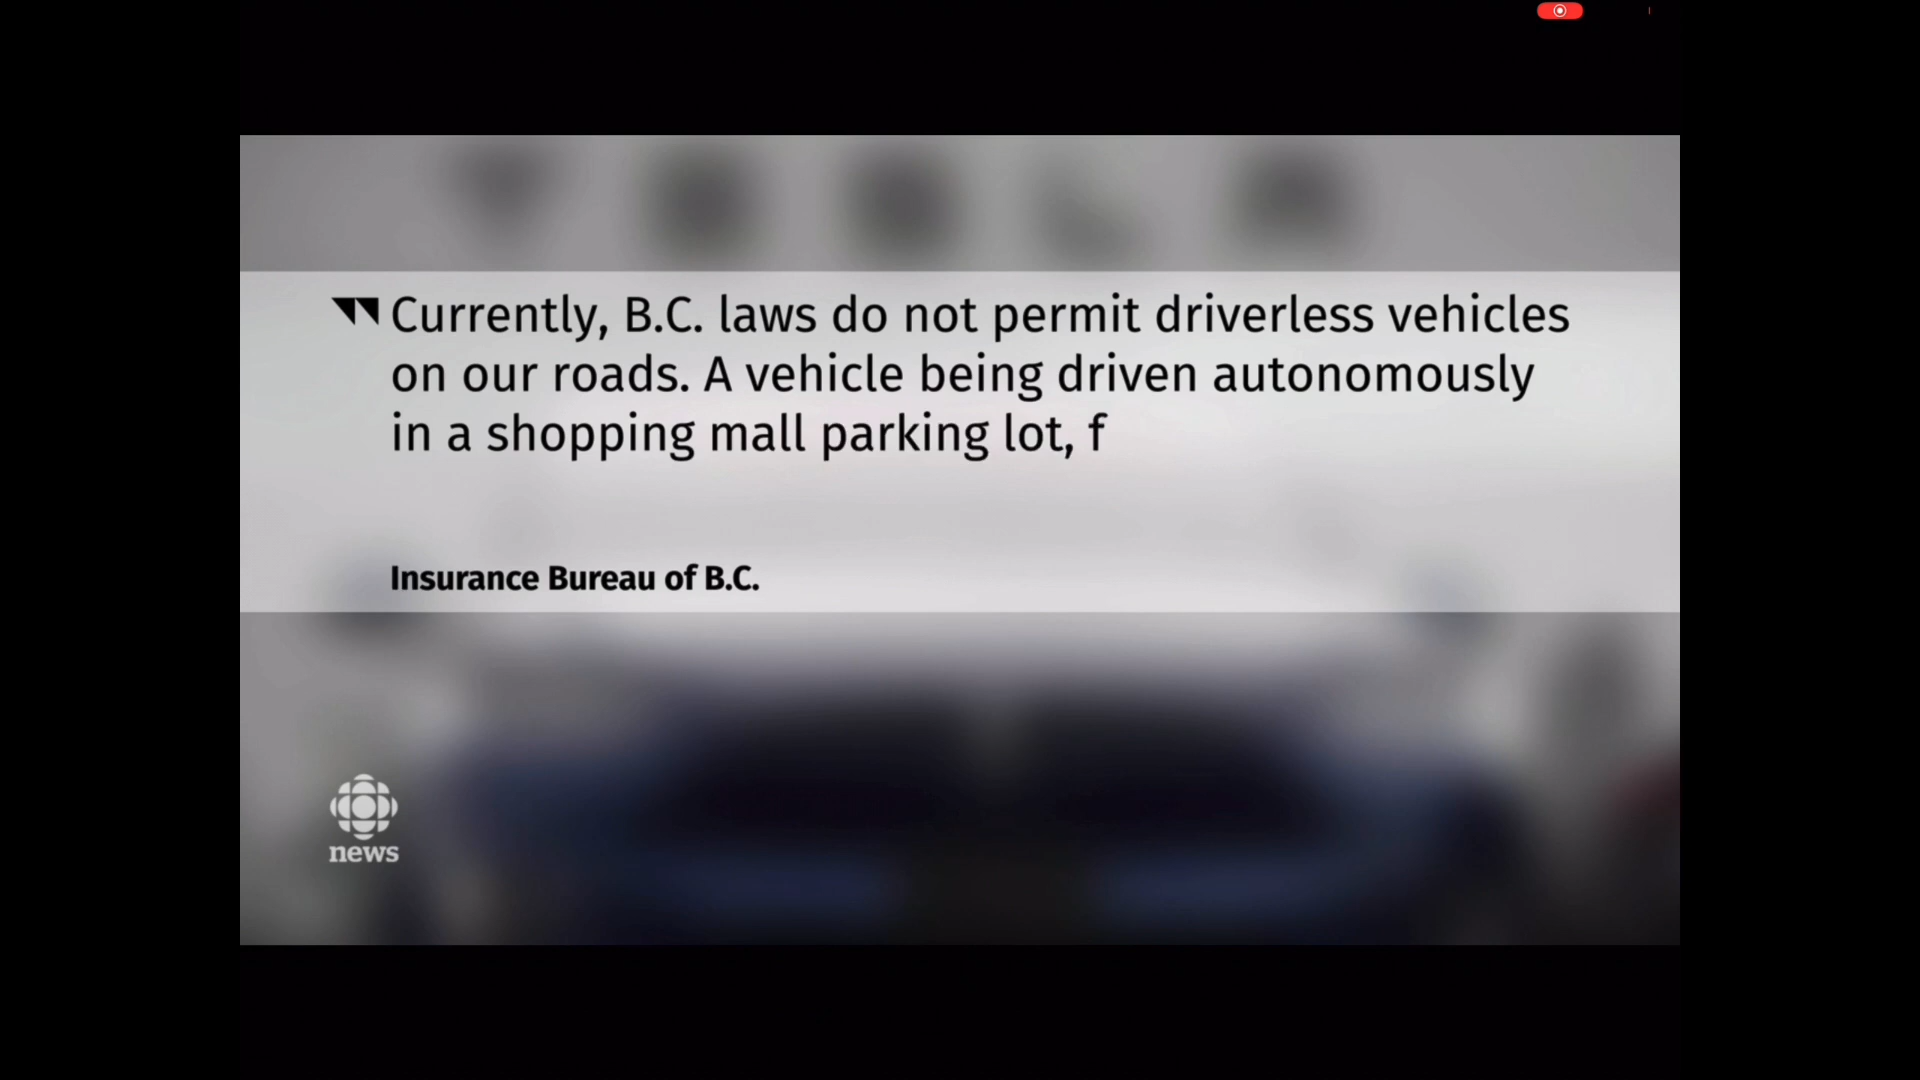 Currently, B.C. laws do not permit driverless vehicles
on our roads. A vehicle being driven autonomously
in a shopping mall parking lot, f
Insurance Bureau of B.C.
news